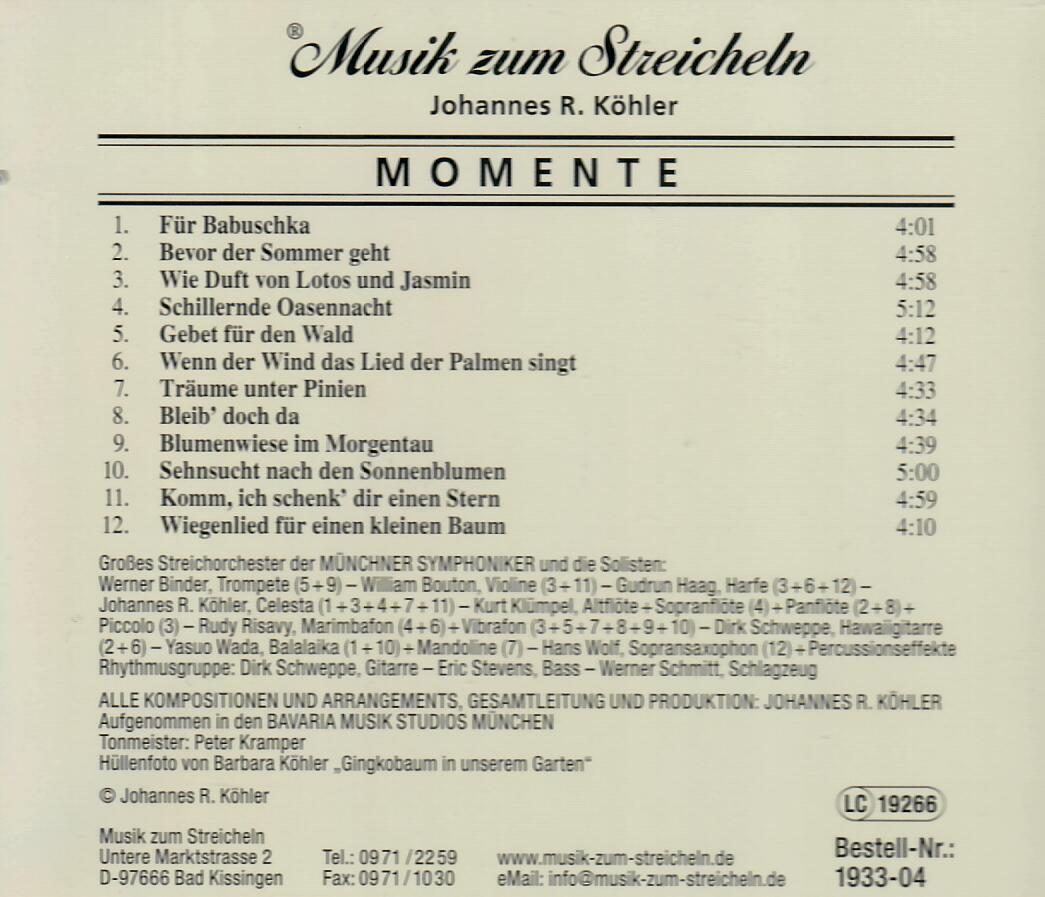 ® Musik zum Streicheln
Johannes R. Köhler
MOMENTE
1. Für Babuschka 4:01
2. Bevor der Sommer geht 4:58
3. Wie Duft von Lotos und Jasmin 4:58
4. Schillernde Oasennacht 5:12
5. Gebet für den Wald 4:12
6. Wenn der Wind das Lied der Palmen singt 4:47
7. Träume unter Pinien 4:33
8. Bleib’ doch da 4:34
9. Blumenwiese im Morgentau 4:39
10. Sehnsucht nach den Sonnenblumen 5:00
11. Komm, ich schenk’ dir einen Stern 4:59
12. Wiegenlied für einen kleinen Baum 4:10
Großes Streichorchester der MÜNCHNER SYMPHONIKER und die Solisten:
Werner Binder, Trompete (5+9) – William Bouton, Violine (3+11) – Gudrun Haag, Harfe (3+6+12) –
Johannes R. Köhler, Celesta (1+3+4+7+11) – Kurt Klümpel, Altflöte+Sopranflöte (4)+Panflöte (2+8)+
Piccolo (3) – Rudy Risavy, Marimbafon (4+6)+Vibrafon (3+5+7+8+9+10) – Dirk Schweppe, Hawaiigitarre
(2+6) – Yasuo Wada, Balalaika (1+10)+Mandoline (7) – Hans Wolf, Sopransaxophon (12)+Percussionseffekte
Rhythmusgruppe: Dirk Schweppe, Gitarre – Eric Stevens, Bass – Werner Schmitt, Schlagzeug
ALLE KOMPOSITIONEN UND ARRANGEMENTS, GESAMTLEITUNG UND PRODUKTION: JOHANNES R. KÖHLER
Aufgenommen in den BAVARIA MUSIK STUDIOS MÜNCHEN
Tonmeister: Peter Kramper
Hüllenfoto von Barbara Köhler „Gingkobaum in unserem Garten“
© Johannes R. Köhler
LC 19266
Musik zum Streicheln
Untere Marktstrasse 2 Tel.: 0971/2259 www.musik-zum-streicheln.de
D-97666 Bad Kissingen Fax: 0971/1030 eMail: info@musik-zum-streicheln.de
Bestell-Nr.:
1933-04